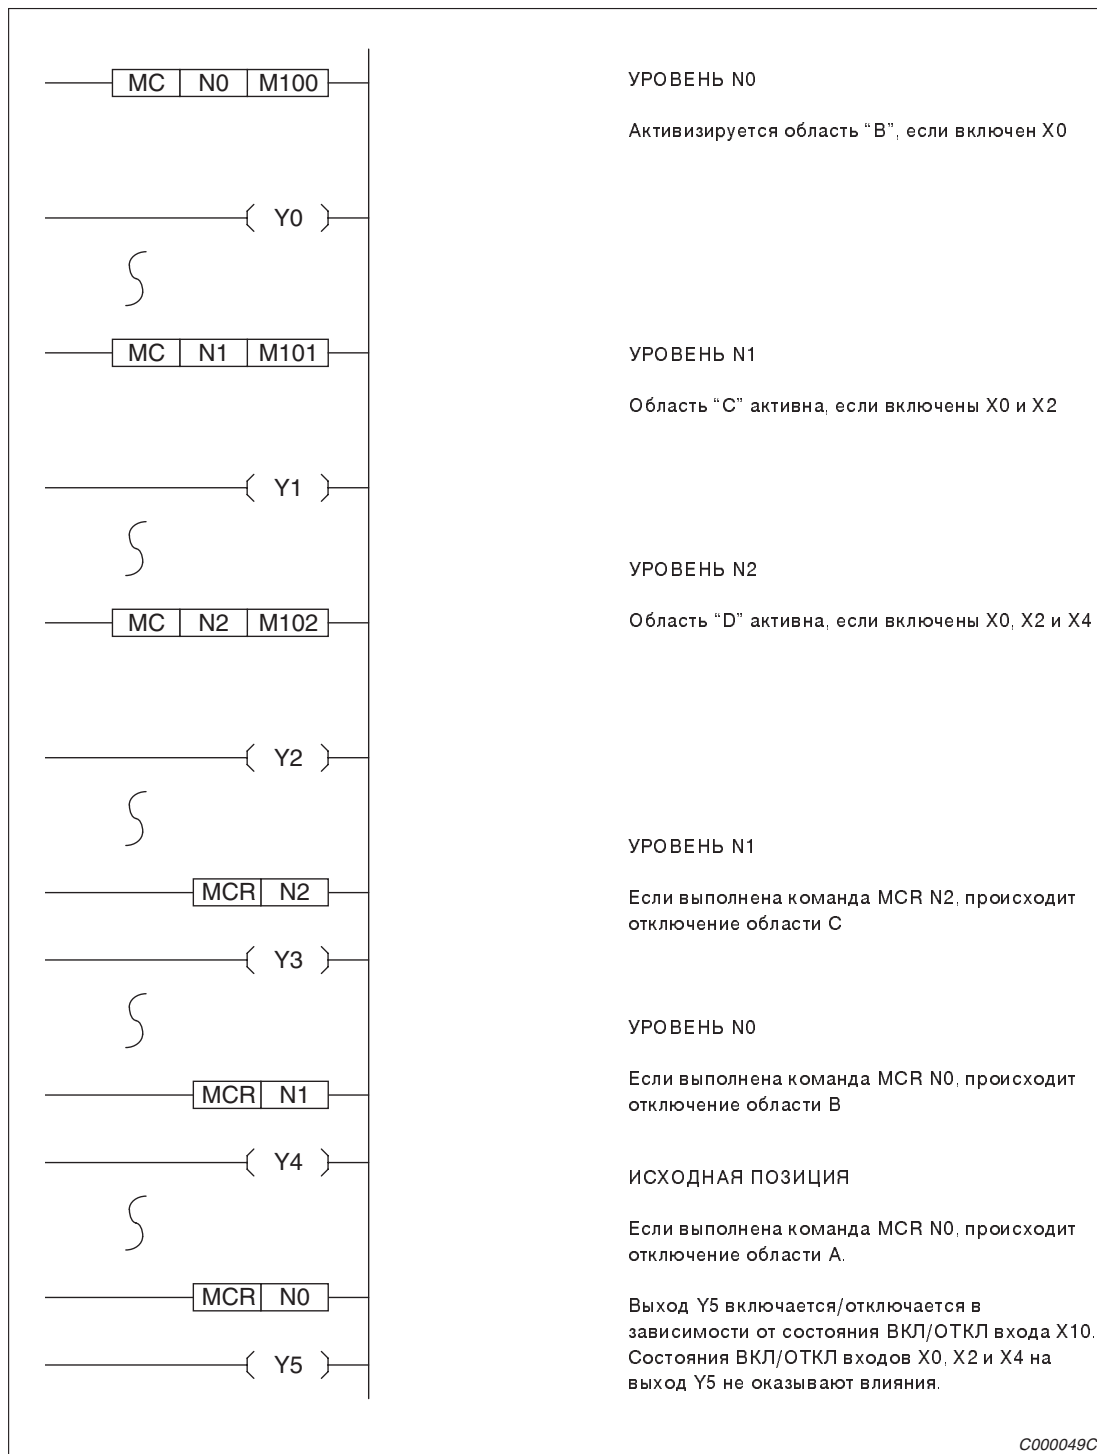 MC N0 M100
УРОВЕНЬ N0
Активизируется область “B”, если включен X0
Y0
MC N1 M101
УРОВЕНЬ N1
Область “C” активна, если включены X0 и X2
Y1
УРОВЕНЬ N2
MC N2 M102
Область “D” активна, если включены X0, X2 и X4
Y2
УРОВЕНЬ N1
MCR N2
Если выполнена команда MCR N2, происходит
отключение области C
Y3
УРОВЕНЬ N0
MCR N1
Если выполнена команда MCR N0, происходит
отключение области B
Y4
ИСХОДНАЯ ПОЗИЦИЯ
Если выполнена команда MCR N0, происходит
отключение области A.
MCR N0
Выход Y5 включается/отключается в
зависимости от состояния ВКЛ/ОТКЛ входа X10.
Состояния ВКЛ/ОТКЛ входов X0, X2 и X4 на
выход Y5 не оказывают влияния.
Y5
C000049C